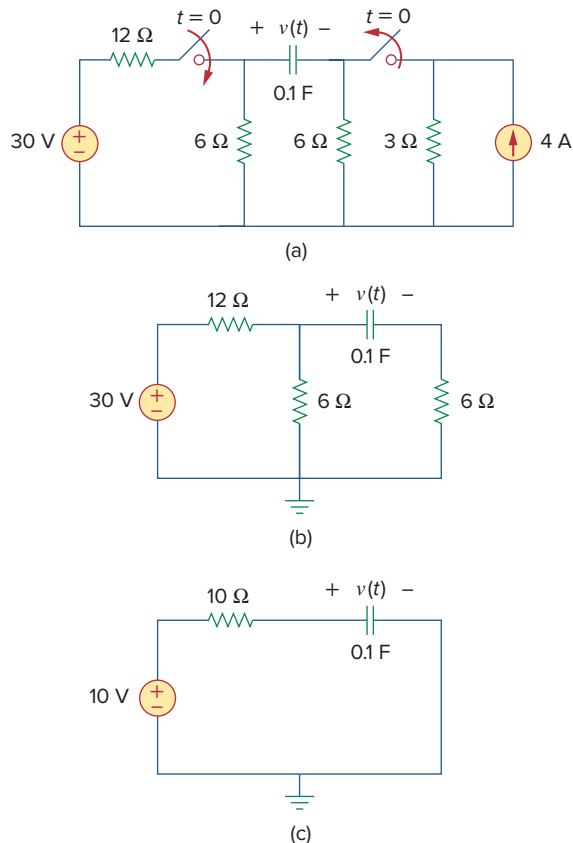 t = 0
t = 0
12 Ω
+ v(t) −
0.1 F
30 V
+
−
6 Ω
6 Ω
3 Ω
4 A
(a)
12 Ω
+ v(t) −
0.1 F
30 V
+
−
6 Ω
6 Ω
(b)
10 Ω
+ v(t) −
0.1 F
10 V
+
−
(c)